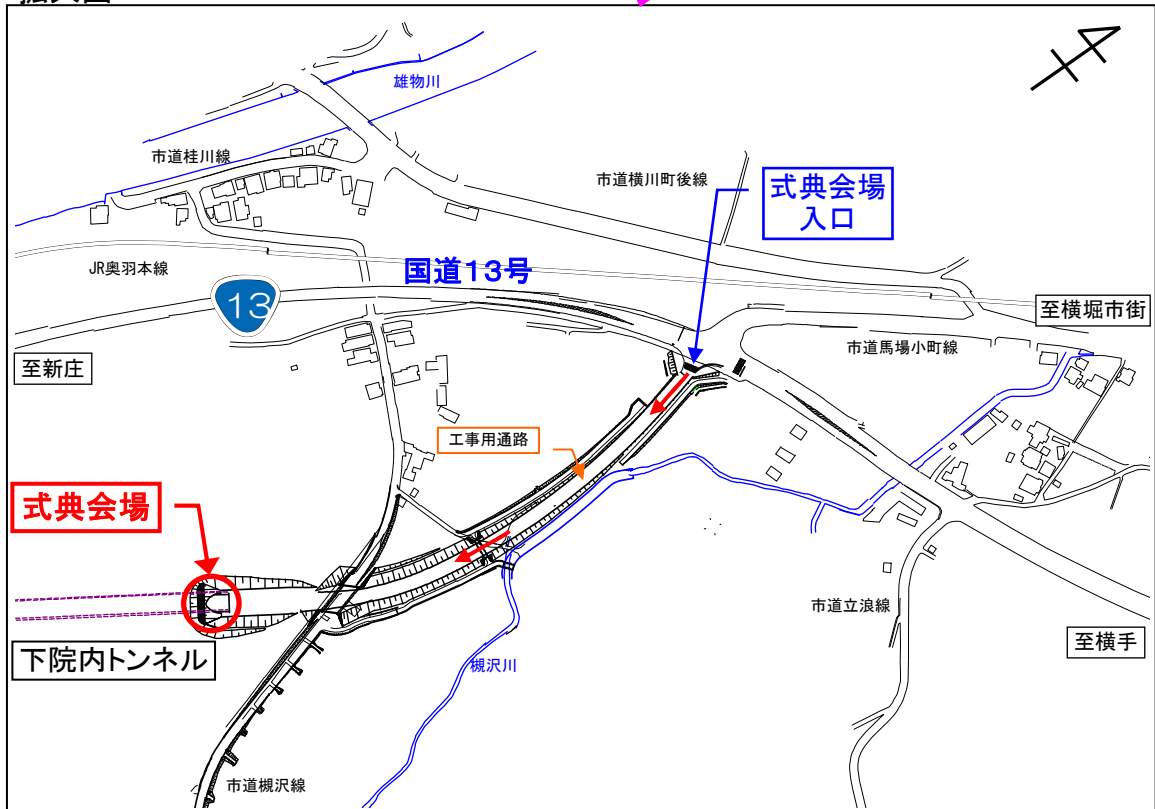 雄物川
市道桂川線
市道横川町後線
式典会場
入口
JR奥羽本線
国道13号
13
至横堀市街
至新庄
市道馬場小町線
工事用通路
式典会場
市道立浪線
下院内トンネル
槻沢川
至横手
市道槻沢線